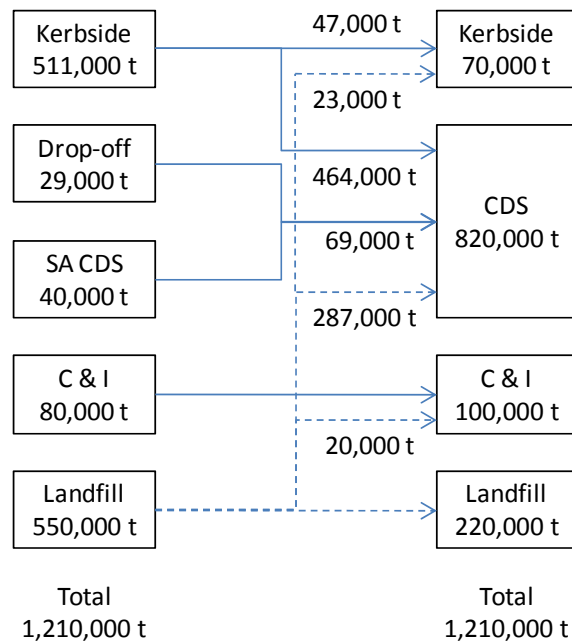 Kerbside
511,000 t
Drop-off
29,000 t
SA CDS
40,000 t
C & I
80,000 t
Landfill
550,000 t
Total
1,210,000 t
47,000 t
23,000 t
464,000 t
69,000 t
287,000 t
20,000 t
Kerbside
70,000 t
CDS
820,000 t
C & I
100,000 t
Landfill
220,000 t
Total
1,210,000 t